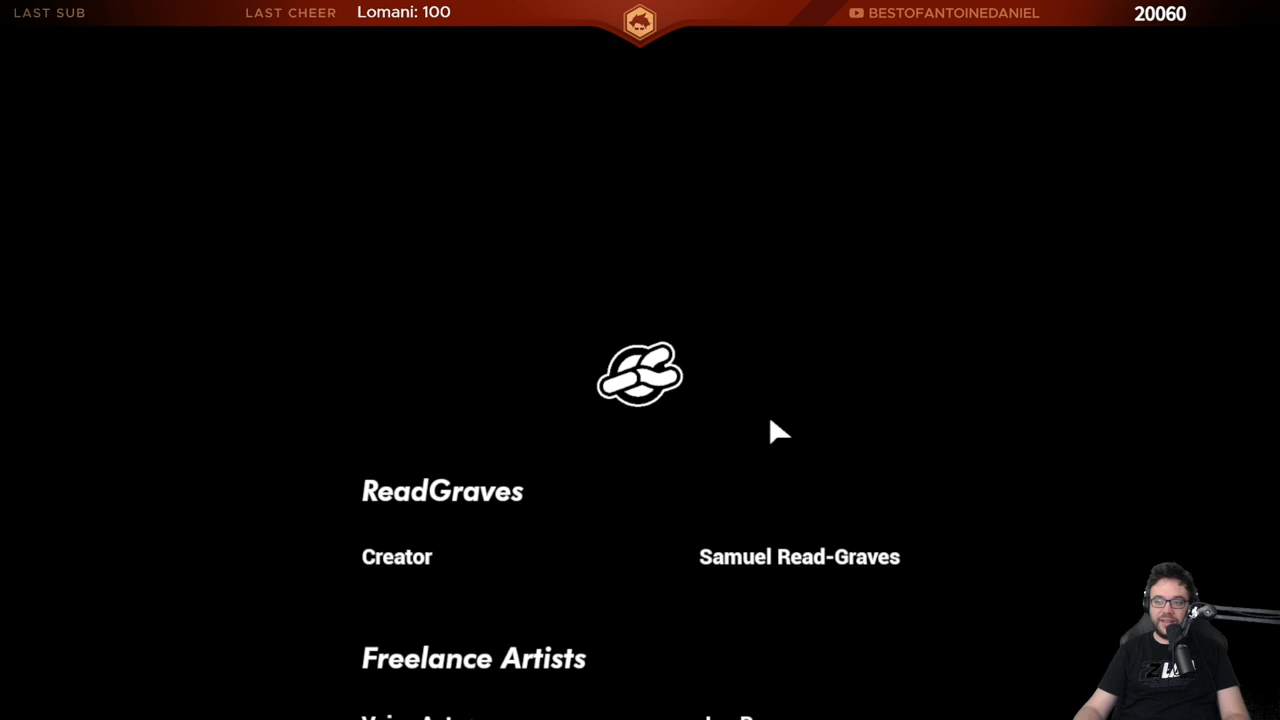 LAST SUB
LAST CHEER Lomani: 100
BESTOFANTOINEDANIEL
20060
ReadGraves
Creator Samuel Read-Graves
Freelance Artists